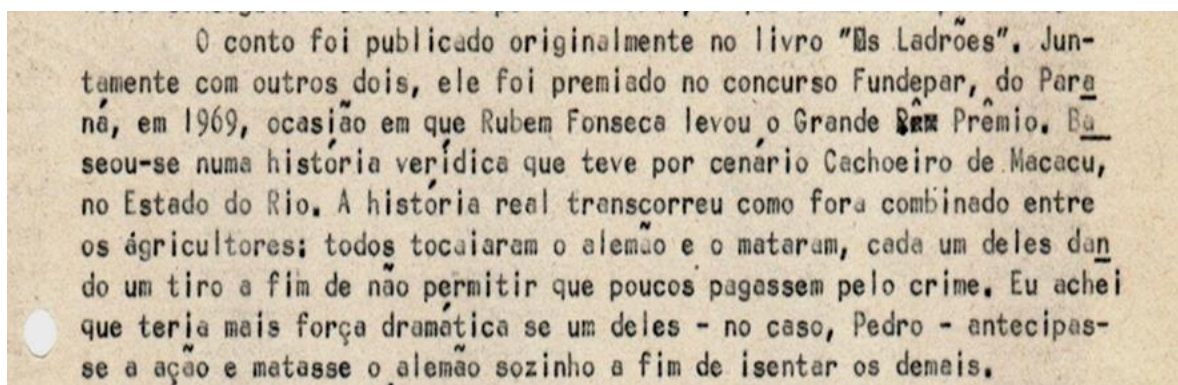 O conto foi publicado originalmente no livro "Os Ladrões". Jun-
tamente com outros dois, ele foi premiado no concurso Fundepar, do Para
ná, em 1969, ocasião em que Rubem Fonseca levou o Grande Prêmio. Ba
seou-se numa história verídica que teve por cenário Cachoeiro de Macacu,
no Estado do Rio. A história real transcorreu como fora combinado entre
os ágricultores: todos tocaiaram o alemão e o mataram, cada um deles dan
do um tiro a fim de não permitir que poucos pagassem pelo crime. Eu achei
que teria mais força dramática se um deles - no caso, Pedro - antecipas-
se a ação e matasse o alemão sozinho a fim de isentar os demais.